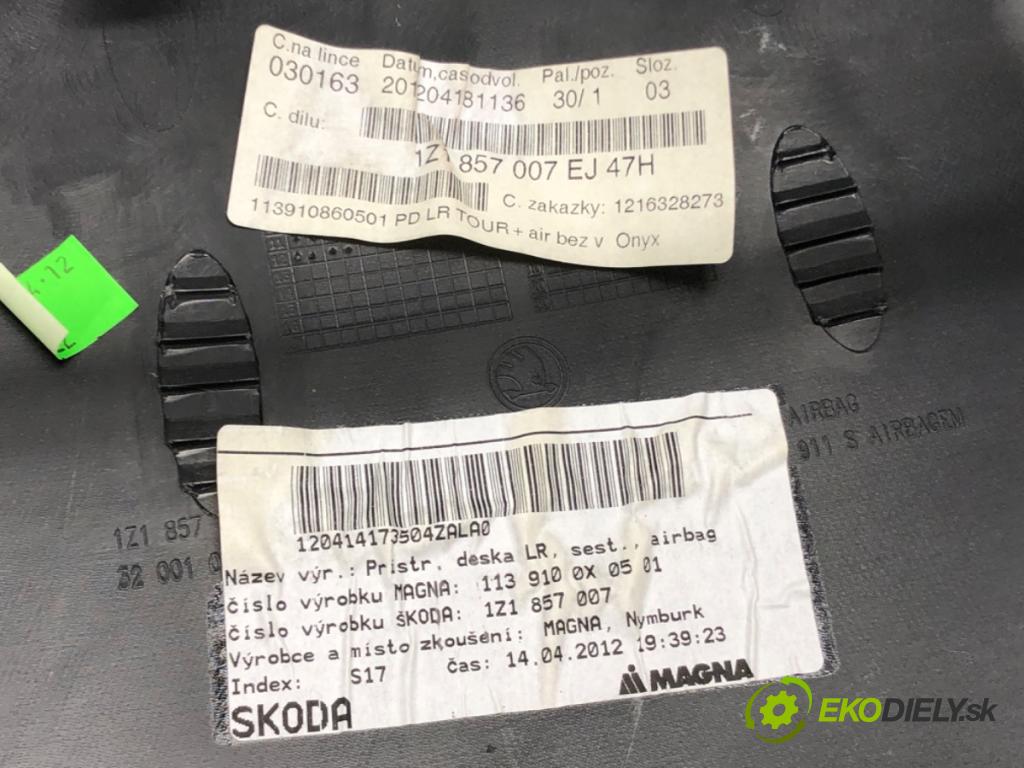 C.na lince Datum,casodvol. Pal./poz. Sloz.
030163 201204181136 30/ 1 03
C. dilu:
1Z1 857 007 EJ 47H
C. zakazky: 1216328273
113910860501 PD LR TOUR + air bez v Onyx
4.12
AIRBAG
911 S AIRBAGEM
1Z1 857
120414173504ZALA0
Název výr.: Pristr. deska LR, sest., airbag
číslo výrobku MAGNA: 113 910 0X 05 01
číslo výrobku ŠKODA: 1Z1 857 007
Výrobce a místo zkoušení: MAGNA, Nymburk
Index: S17 čas: 14.04.2012 19:39:23
SKODA MAGNA
EKODIELY.sk